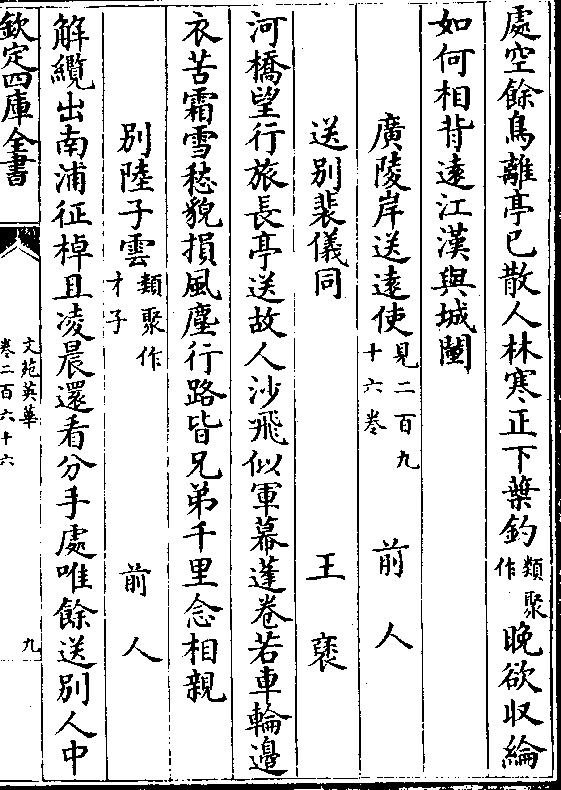 處空餘鳥離亭已散人林寒正下葉釣類聚作晚欲収綸
如何相背遠江漢與城闉
廣陵岸送遠使見二百九十六卷 前人
送别裴儀同 王褒
河橋望行旅長亭送故人沙飛似軍幕蓬卷若車輪邉
衣苦霜雪愁貌損風塵行路皆兄弟千里念相親
别陸子雲類聚作才子 前人
解纜出南浦征棹且凌晨還看分手處唯餘送别人中
欽定四庫全書
文苑英華
卷二百六十六
九